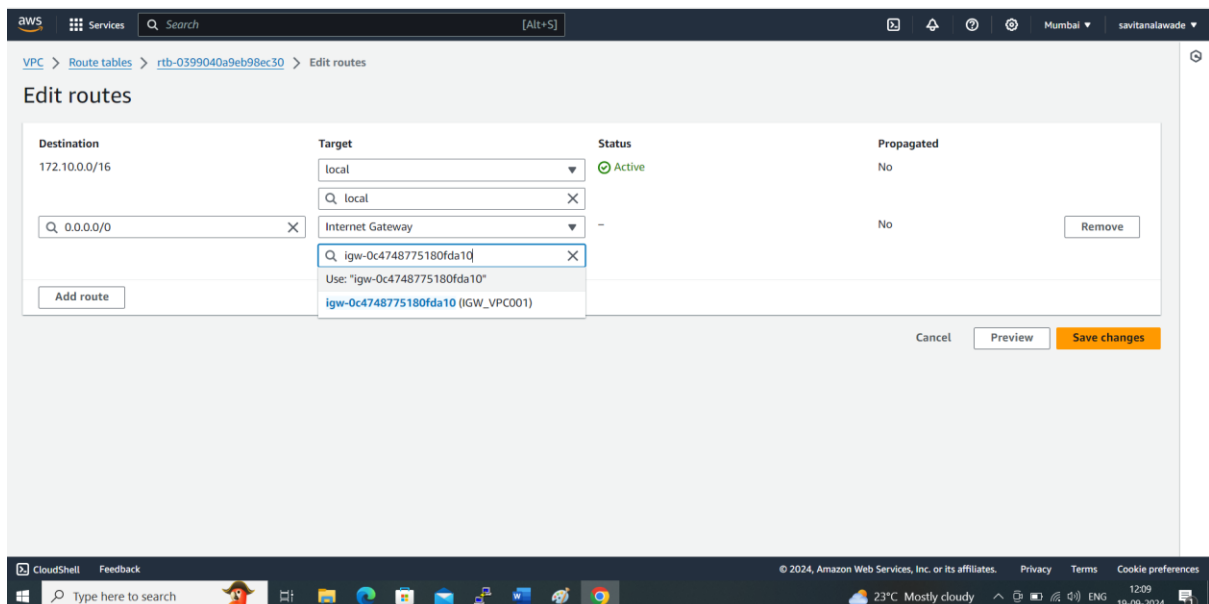 aws
Services
Search
[Alt+S]
Mumbai
savitanalawade
VPC > Route tables > rtb-0399040a9eb98ec30 > Edit routes
Edit routes
Destination Target Status Propagated
172.10.0.0/16 local Active No
local
0.0.0.0/0 Internet Gateway – No Remove
igw-0c4748775180fda10
Use: "igw-0c4748775180fda10"
Add route
igw-0c4748775180fda10 (IGW_VPC001)
Cancel Preview Save changes
CloudShell Feedback © 2024, Amazon Web Services, Inc. or its affiliates. Privacy Terms Cookie preferences
Type here to search 23°C Mostly cloudy ENG 12:09
19-09-2024